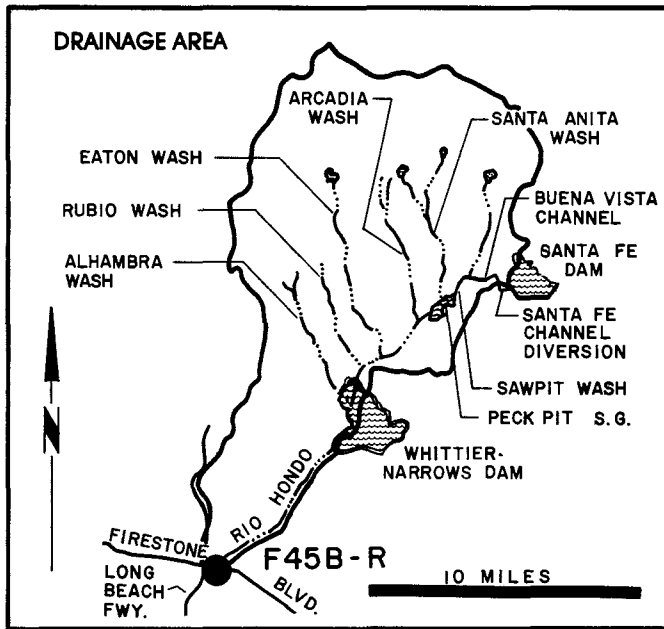 DRAINAGE AREA
ARCADIA
WASH
SANTA ANITA
WASH
EATON WASH
RUBIO WASH
BUENA VISTA
CHANNEL
ALHAMBRA
WASH
SANTA FE
DAM
SANTA FE
CHANNEL
DIVERSION
SAWPIT WASH
PECK PIT S.G.
N
WHITTIER-
NARROWS DAM
RIO HONDO
FIRESTONE
BLVD.
F45B-R
LONG
BEACH
FWY.
10 MILES